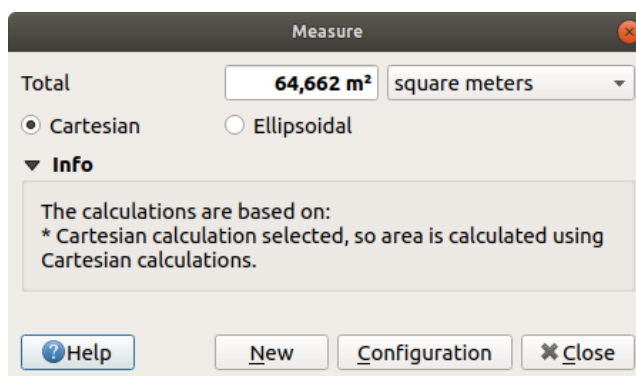 Measure
Total 64,662 m² square meters
Cartesian Ellipsoidal
Info
The calculations are based on:
* Cartesian calculation selected, so area is calculated using
Cartesian calculations.
Help New Configuration Close